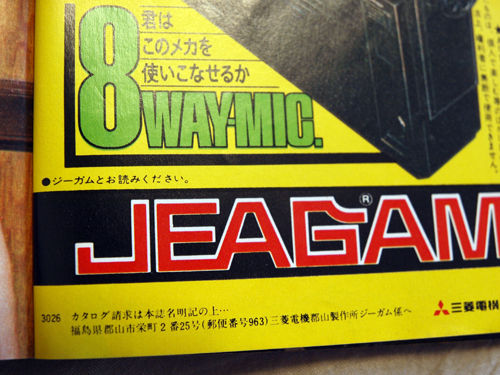 君は
このメカを
使いこなせるか
8WAY-MIC.
●ジーガムとお読みください。
JEAGAM®
3026 カタログ請求は本誌名明記の上…
福島県郡山市栄町2番25号(郵便番号963)三菱電機郡山製作所ジーガム係へ
三菱電機